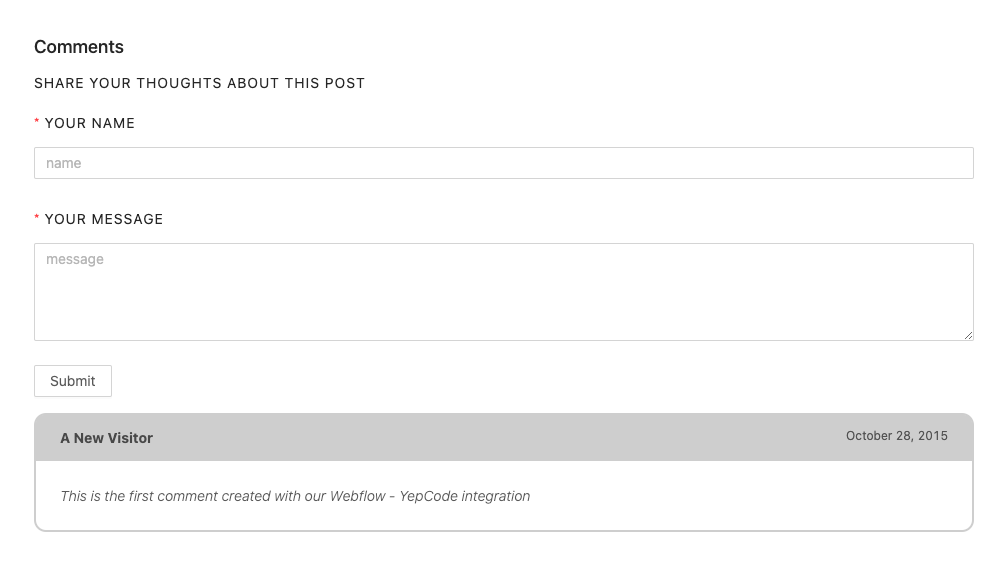 Comments
SHARE YOUR THOUGHTS ABOUT THIS POST
* YOUR NAME
name
* YOUR MESSAGE
message
Submit
A New Visitor October 28, 2015
This is the first comment created with our Webflow - YepCode integration